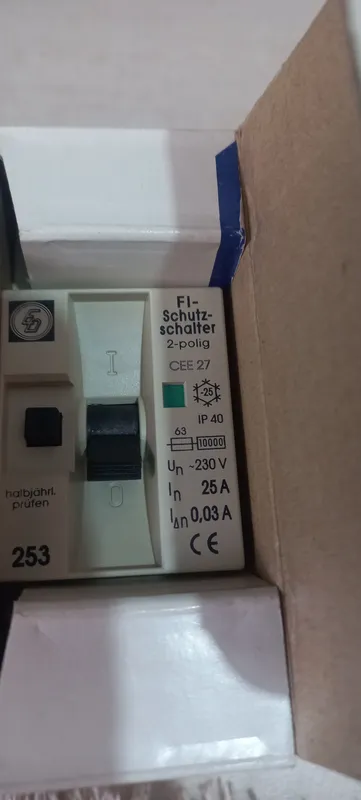 FI-
Schutz-
schalter
2-polig
CEE 27
-25
IP 40
63
10000
Un ~230 V
In 25 A
I∆n 0,03 A
CE
I
O
halbjährl.
prüfen
253